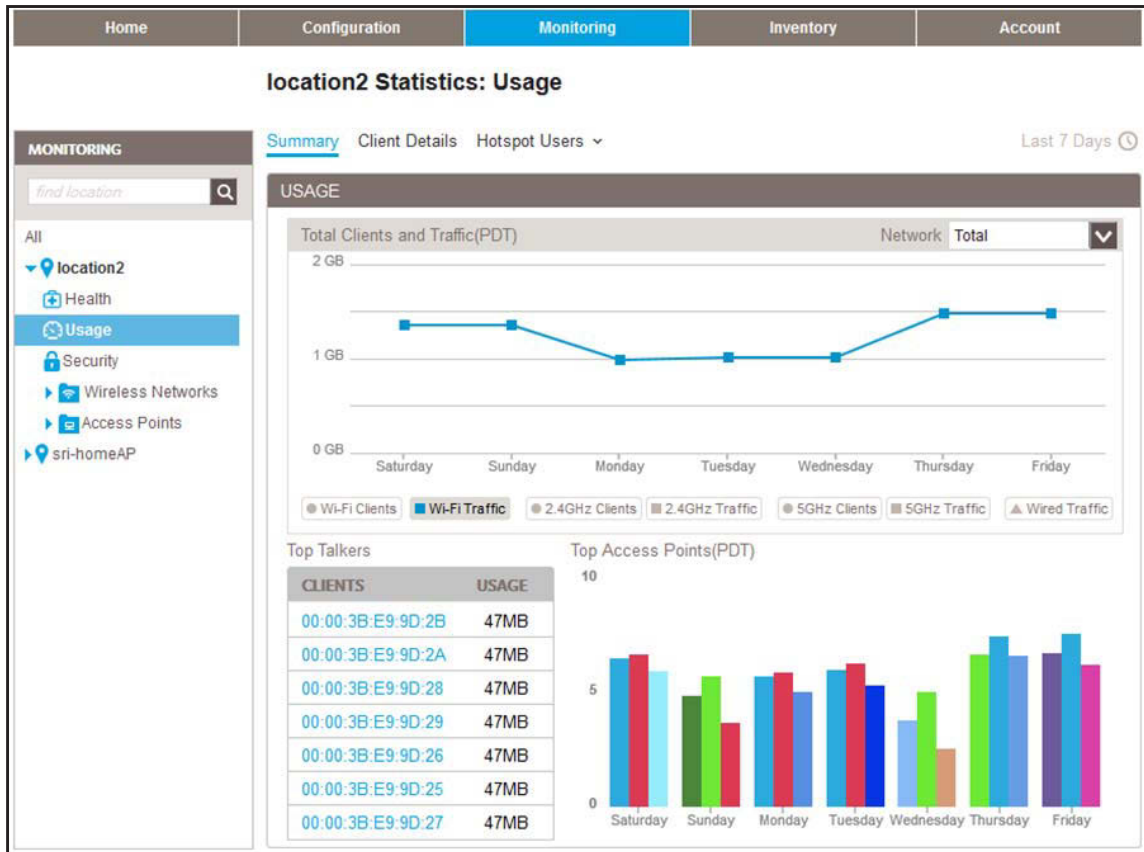 Home Configuration Monitoring Inventory Account
location2 Statistics: Usage
MONITORING
find location
All
location2
Health
Usage
Security
Wireless Networks
Access Points
sri-homeAP
Summary Client Details Hotspot Users
Last 7 Days
USAGE
Total Clients and Traffic(PDT)
Network Total
2 GB
1 GB
0 GB
Saturday Sunday Monday Tuesday Wednesday Thursday Friday
Wi-Fi Clients Wi-Fi Traffic 2.4GHz Clients 2.4GHz Traffic 5GHz Clients 5GHz Traffic Wired Traffic
Top Talkers
CLIENTS USAGE
00:00:3B:E9:9D:2B 47MB
00:00:3B:E9:9D:2A 47MB
00:00:3B:E9:9D:28 47MB
00:00:3B:E9:9D:29 47MB
00:00:3B:E9:9D:26 47MB
00:00:3B:E9:9D:25 47MB
00:00:3B:E9:9D:27 47MB
Top Access Points(PDT)
10
5
0
Saturday Sunday Monday Tuesday Wednesday Thursday Friday